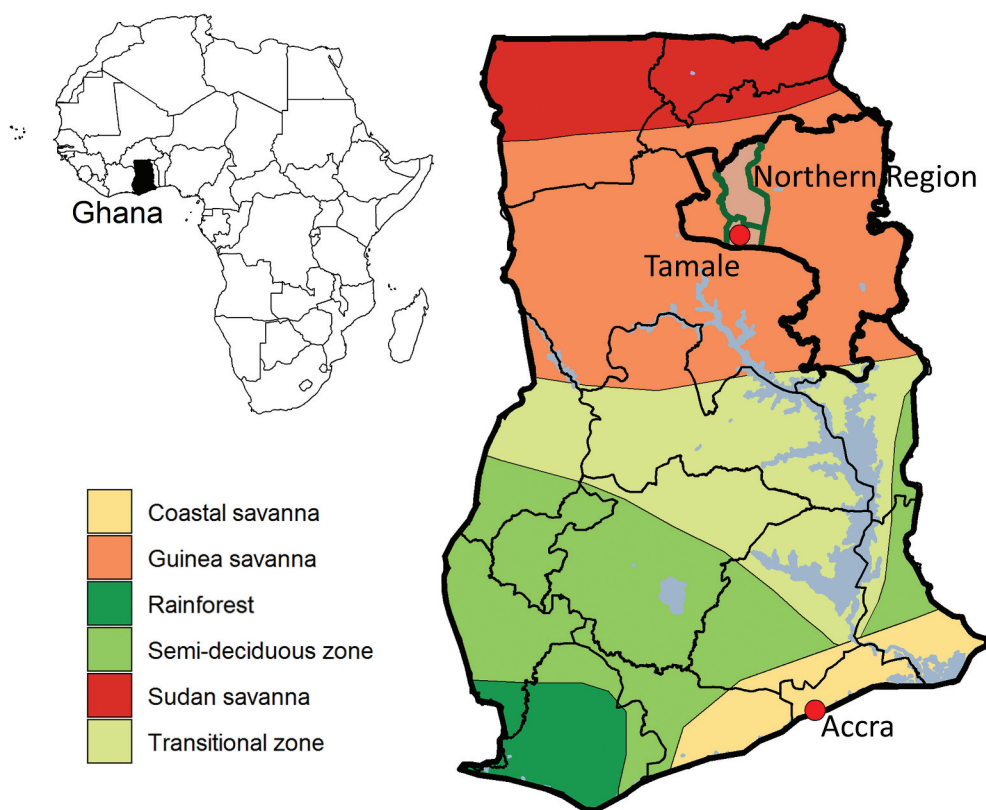 Ghana
Northern Region
Tamale
Accra
Coastal savanna
Guinea savanna
Rainforest
Semi-deciduous zone
Sudan savanna
Transitional zone